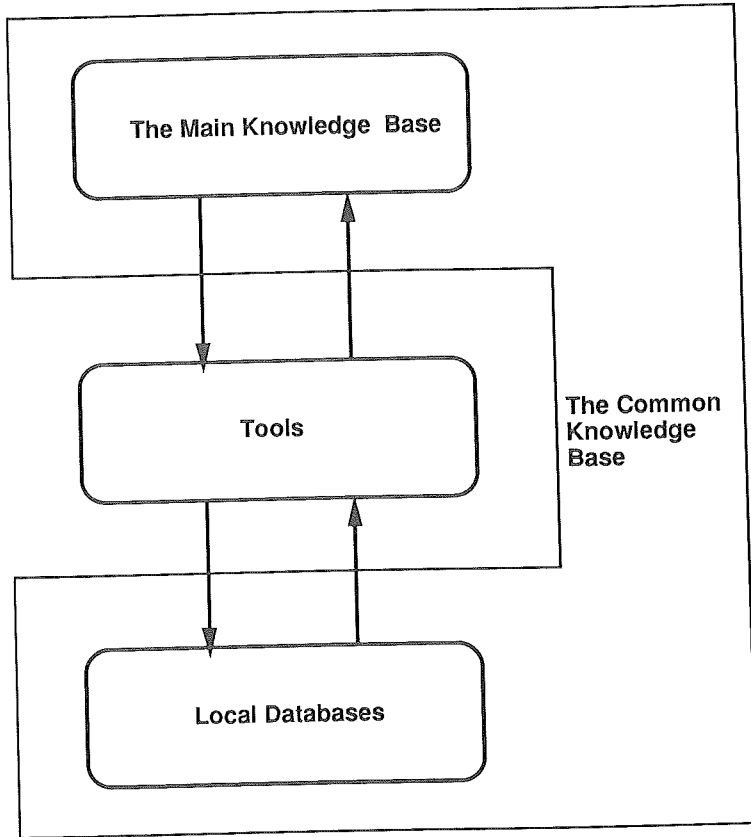 The Main Knowledge Base
Tools
The Common
Knowledge
Base
Local Databases